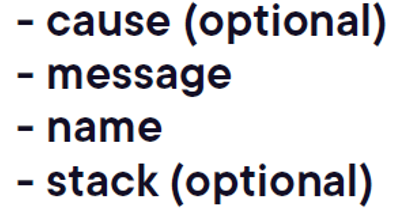 - cause (optional)
- message
- name
- stack (optional)